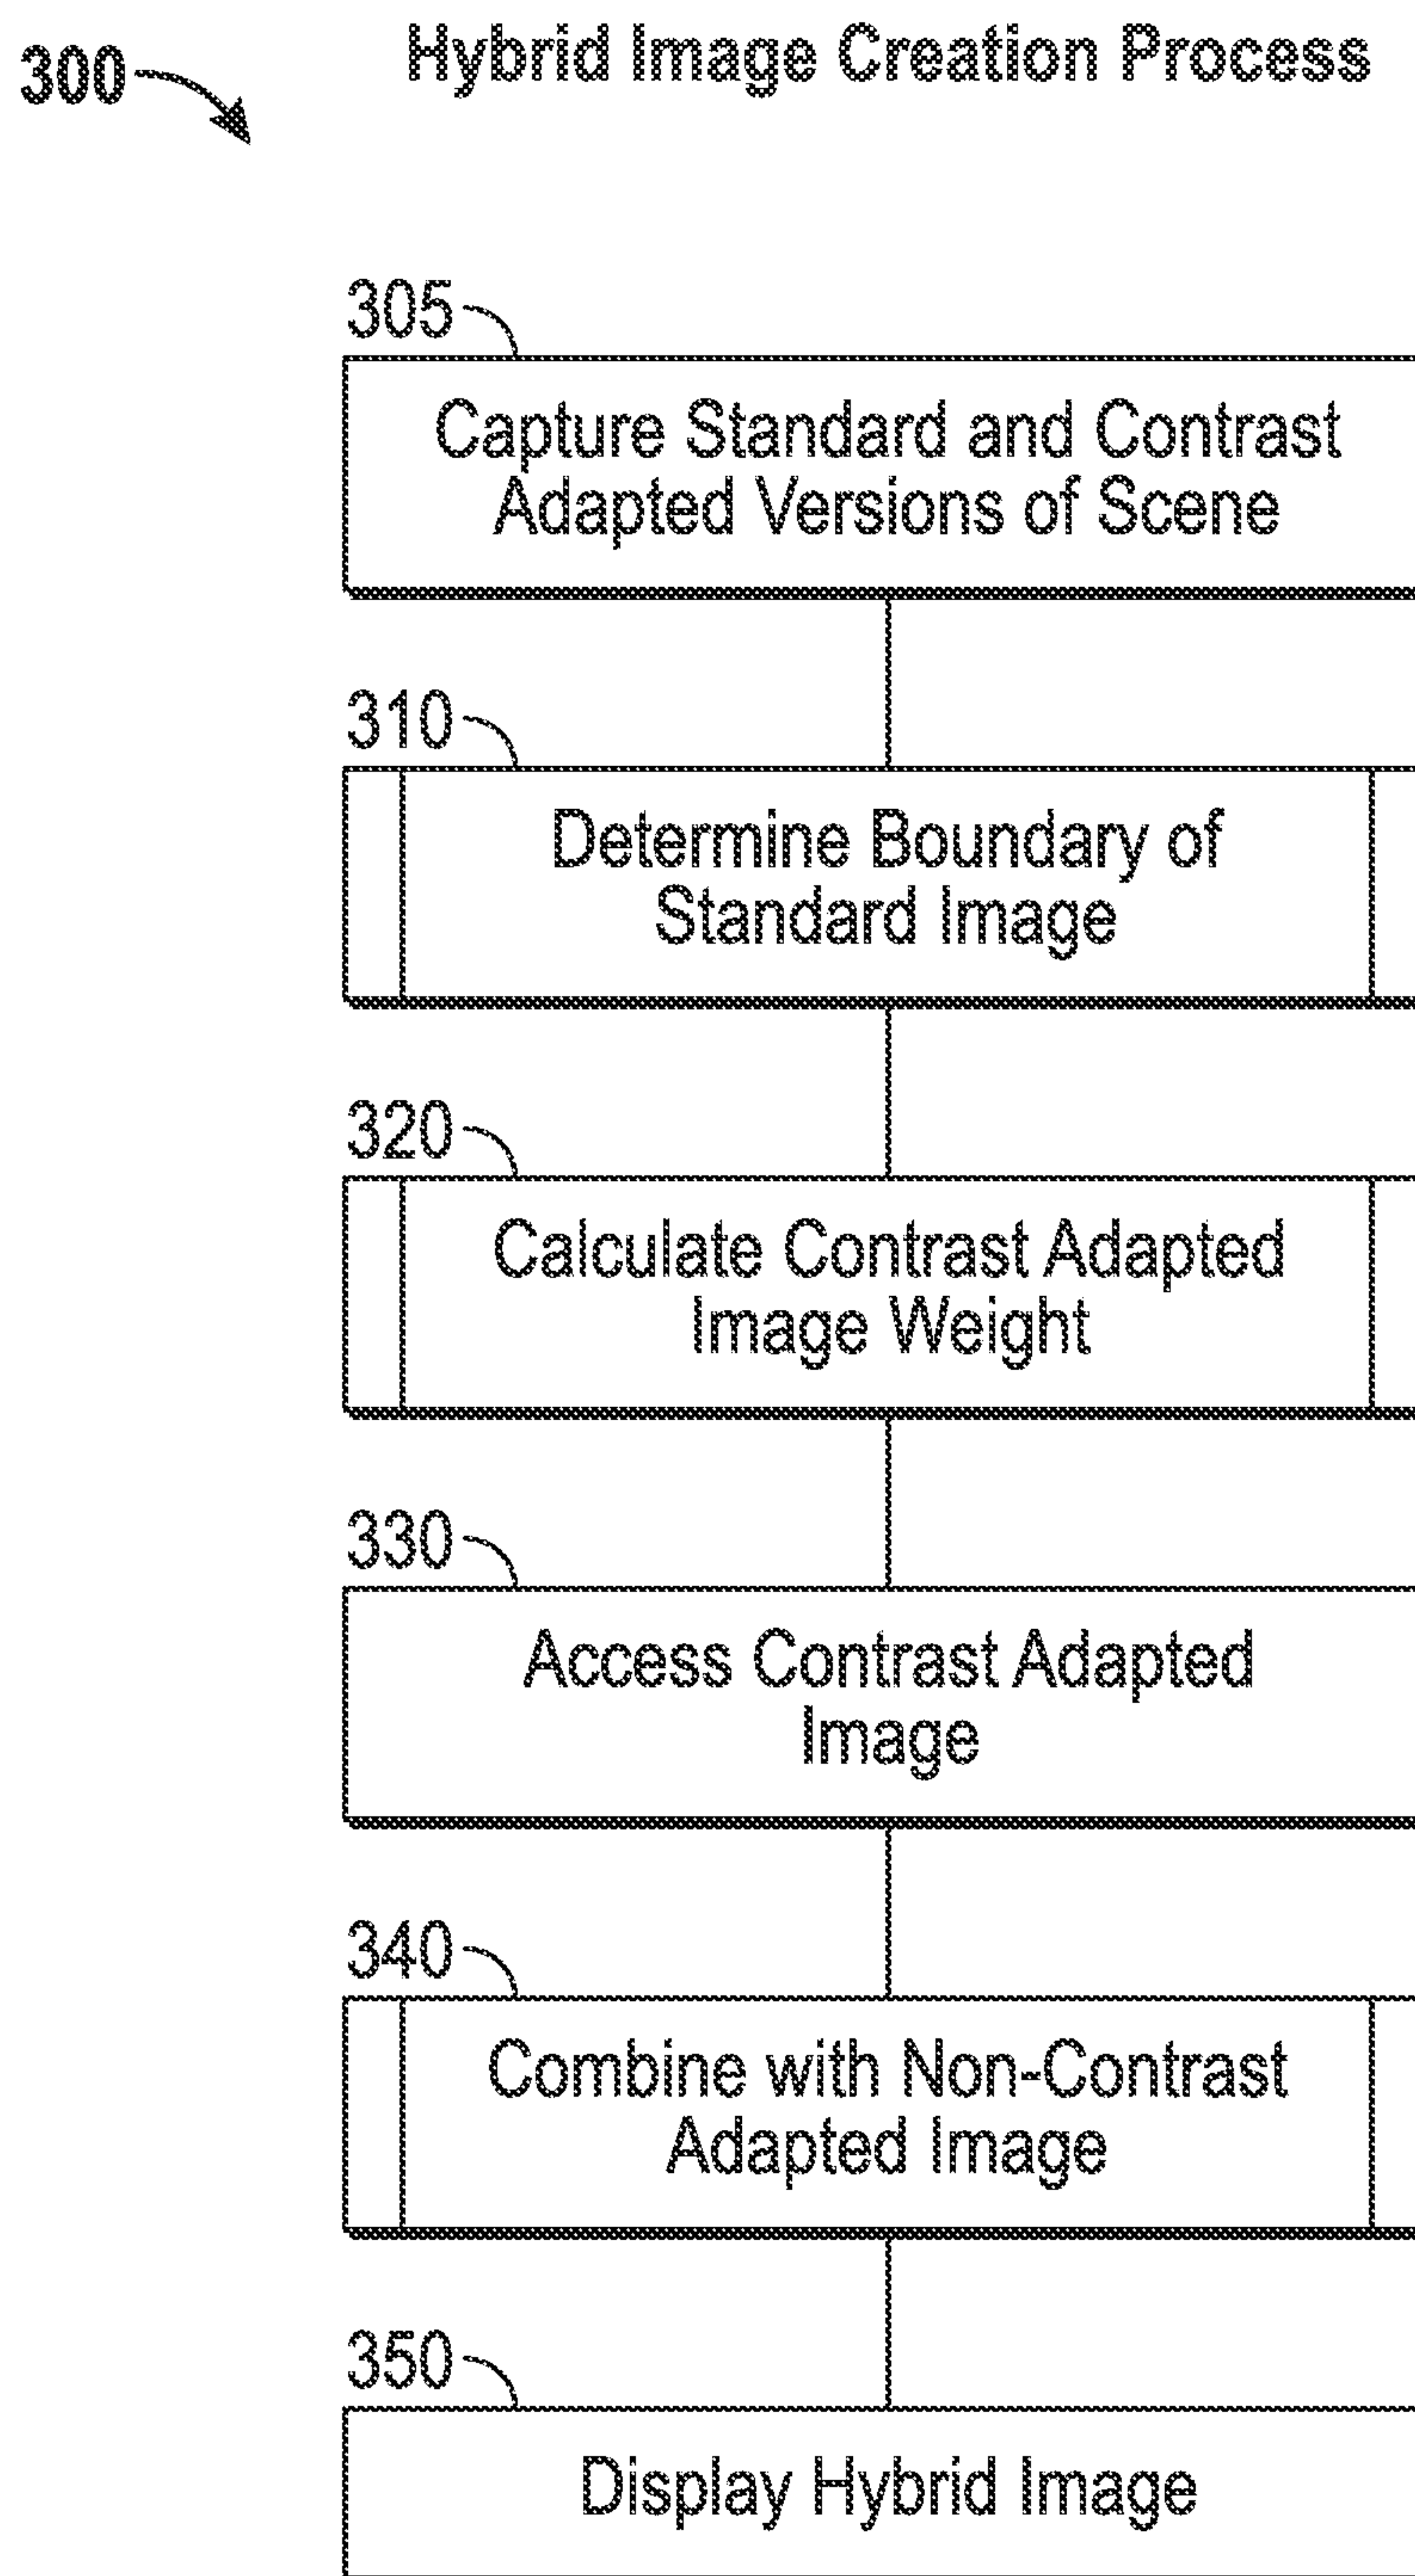 300
Hybrid Image Creation Process
305
Capture Standard and Contrast
Adapted Versions of Scene
310
Determine Boundary of
Standard Image
320
Calculate Contrast Adapted
Image Weight
330
Access Contrast Adapted
Image
340
Combine with Non-Contrast
Adapted Image
350
Display Hybrid Image